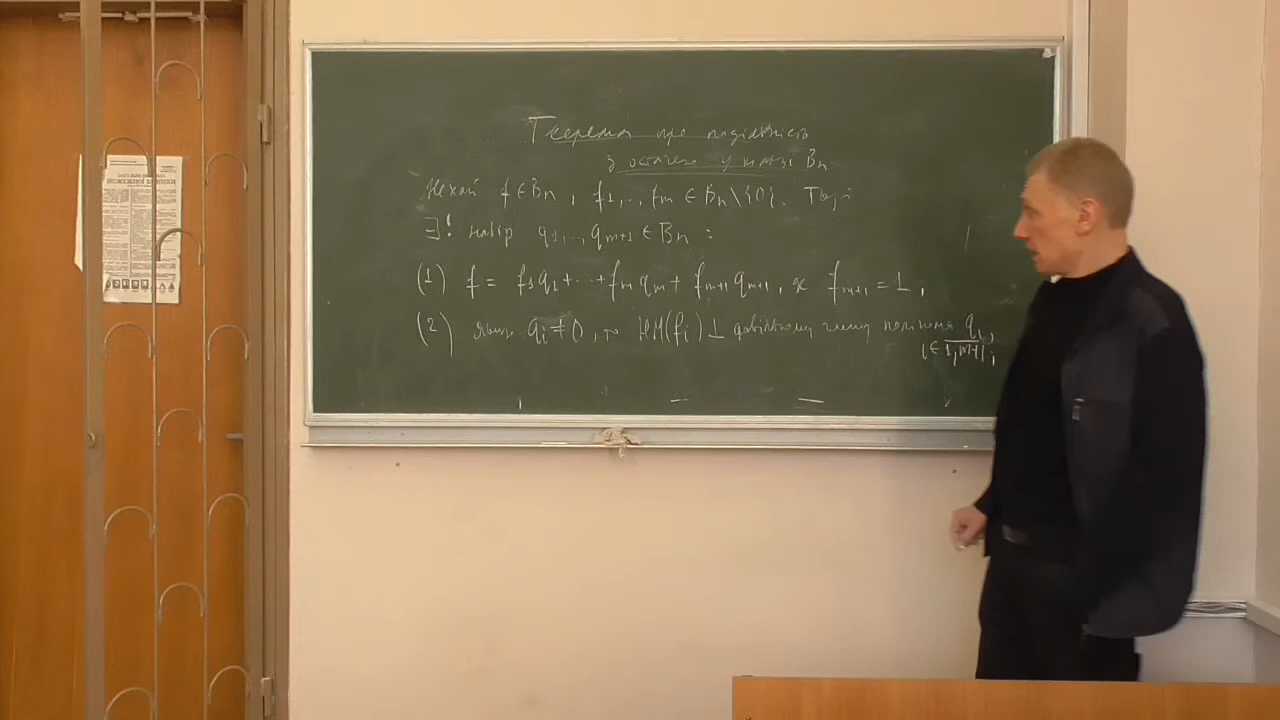 Теорема про подільність
з остачею у кільці Bn
Нехай f ∈ Bn , f1,..., fm ∈ Bn\{0}. Тоді
∃! набір q1,..., qm+1 ∈ Bn :
(1) f = f1q1+...+fmqm+ fm+1 qm+1, де fm+1 = 1,
(2) якщо qi ≠ 0, то HM(fi) ⊥ довільному члену полінома qi,
i ∈ 1,m+1;